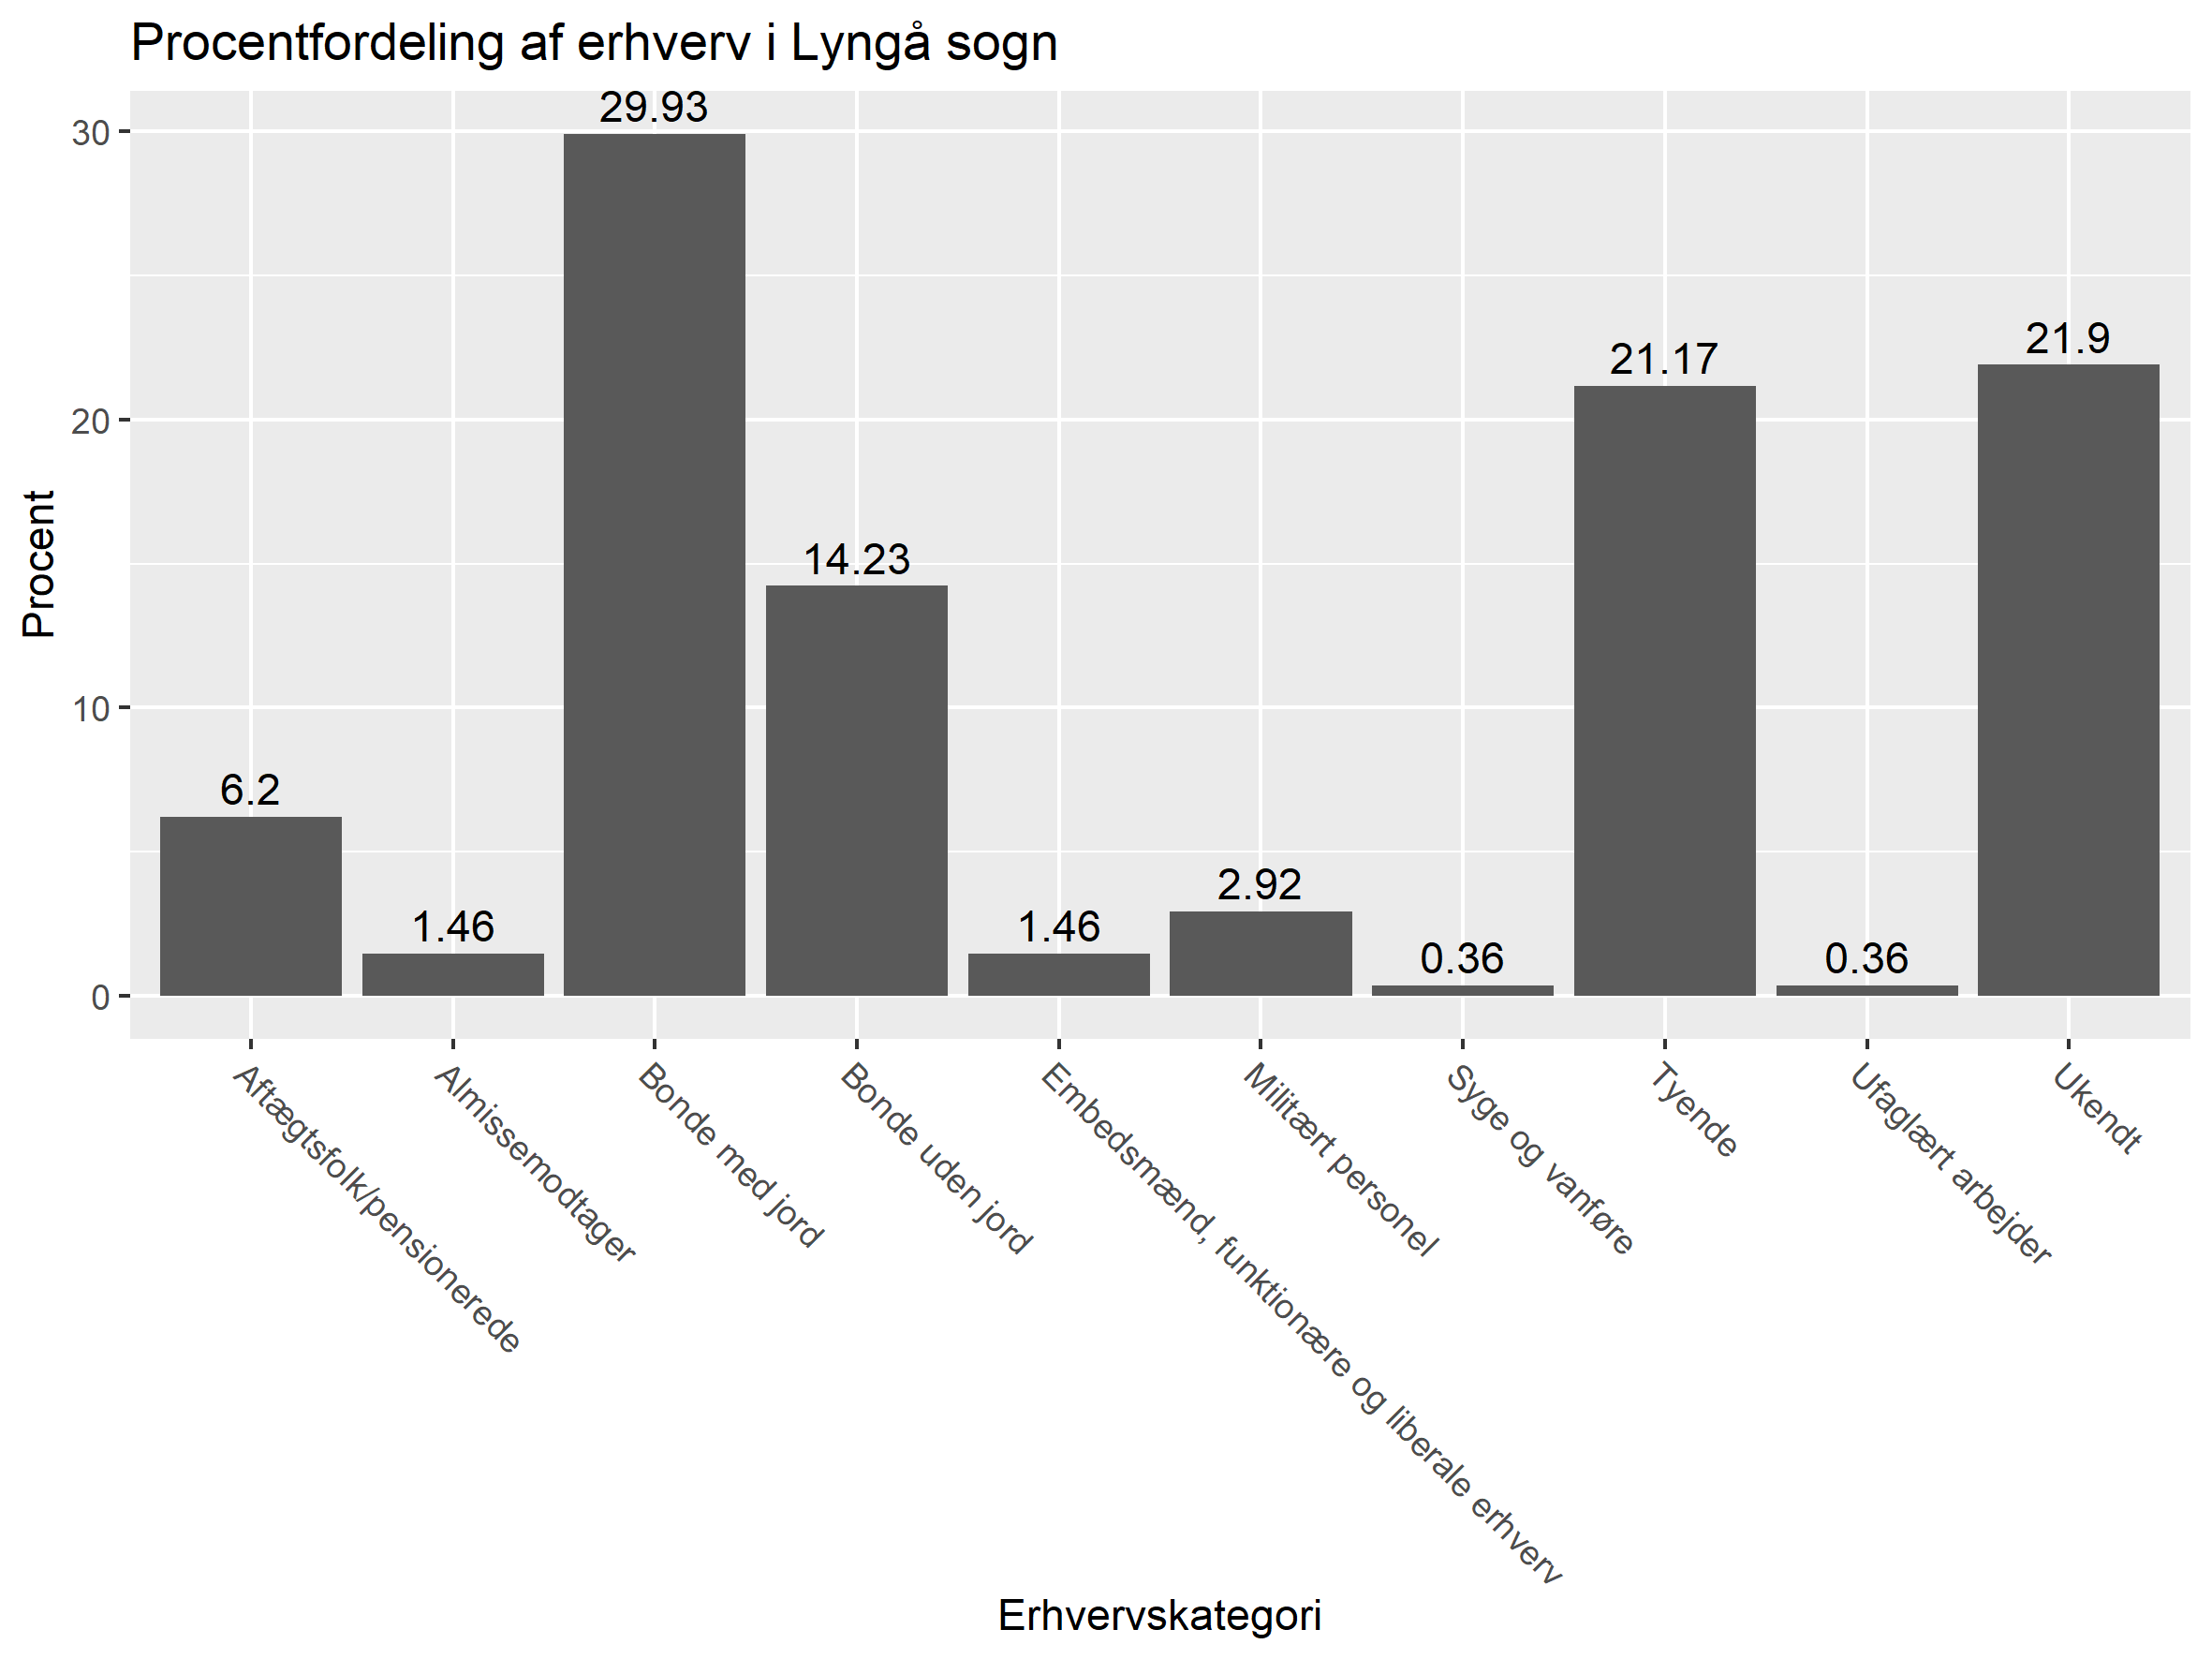 Procentfordeling af erhverv i Lyngå sogn
Procent
30
20
10
0
6.2
1.46
29.93
14.23
1.46
2.92
0.36
21.17
0.36
21.9
Aftægtsfolk/pensionerede
Almissemodtager
Bonde med jord
Bonde uden jord
Embedsmænd, funktionære og liberale erhverv
Militært personel
Syge og vanføre
Tyende
Ufaglært arbejder
Ukendt
Erhvervskategori